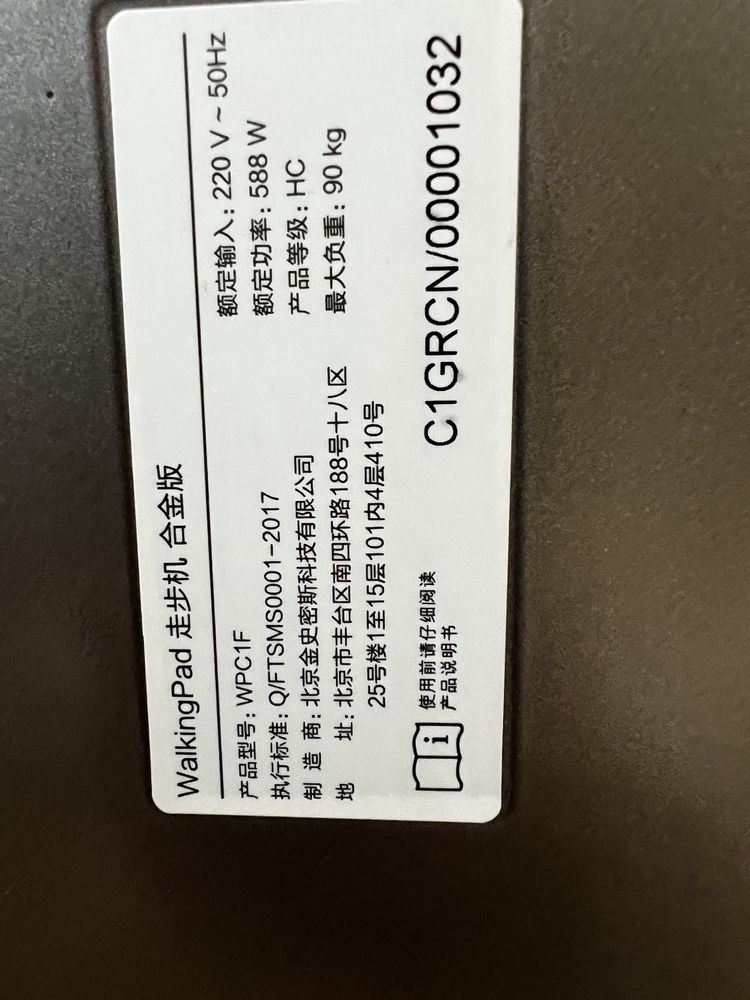 WalkingPad 走步机 合金版
产品型号: WPC1F
执行标准: Q/FTSMS0001-2017
制 造 商: 北京金史密斯科技有限公司
地 址: 北京市丰台区南四环路188号十八区
25号楼1至15层101内4层410号
额定输入: 220 V ~ 50Hz
额定功率: 588 W
产品等级: HC
最大负重: 90 kg
使用前请仔细阅读
产品说明书
C1GRCN/00001032